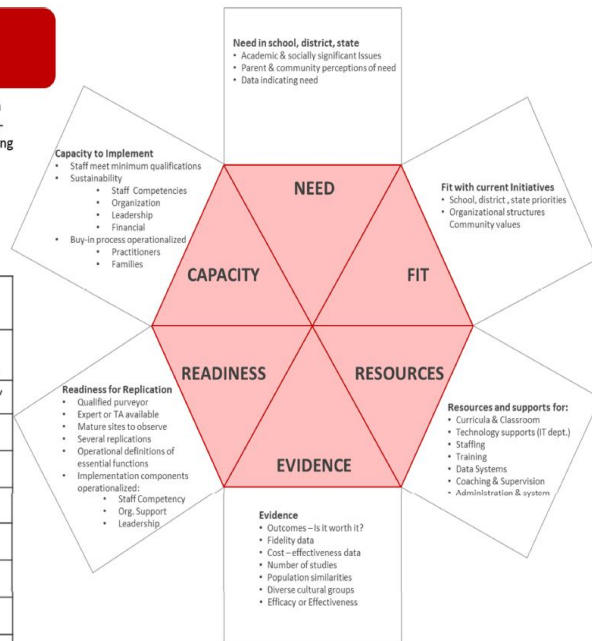 Need in school, district, state
• Academic & socially significant Issues
• Parent & community perceptions of need
• Data indicating need
ing
Capacity to Implement
• Staff meet minimum qualifications
• Sustainability
• Staff Competencies
• Organization
• Leadership
• Financial
• Buy-in process operationalized
• Practitioners
• Families
Fit with current Initiatives
• School, district , state priorities
• Organizational structures
Community values
NEED
CAPACITY
FIT
READINESS
RESOURCES
EVIDENCE
Readiness for Replication
• Qualified purveyor
• Expert or TA available
• Mature sites to observe
• Several replications
• Operational definitions of
essential functions
• Implementation components
operationalized:
• Staff Competency
• Org. Support
• Leadership
Resources and supports for:
• Curricula & Classroom
• Technology supports (IT dept.)
• Staffing
• Training
• Data Systems
• Coaching & Supervision
• Administration & system
Evidence
• Outcomes – Is it worth it?
• Fidelity data
• Cost – effectiveness data
• Number of studies
• Population similarities
• Diverse cultural groups
• Efficacy or Effectiveness